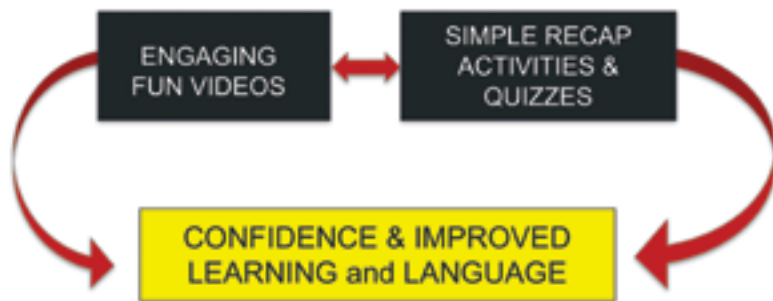 ENGAGING
FUN VIDEOS
SIMPLE RECAP
ACTIVITIES &
QUIZZES
CONFIDENCE & IMPROVED
LEARNING and LANGUAGE